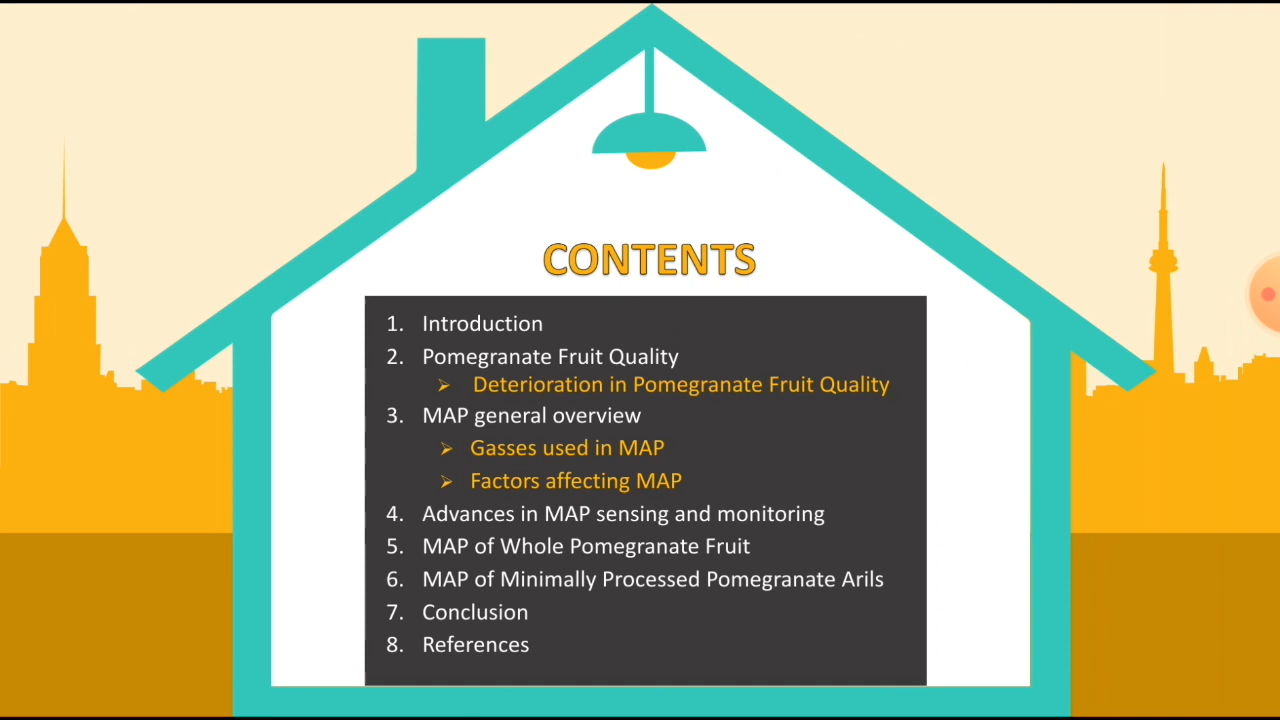 CONTENTS
1. Introduction
2. Pomegranate Fruit Quality
➢ Deterioration in Pomegranate Fruit Quality
3. MAP general overview
➢ Gasses used in MAP
➢ Factors affecting MAP
4. Advances in MAP sensing and monitoring
5. MAP of Whole Pomegranate Fruit
6. MAP of Minimally Processed Pomegranate Arils
7. Conclusion
8. References